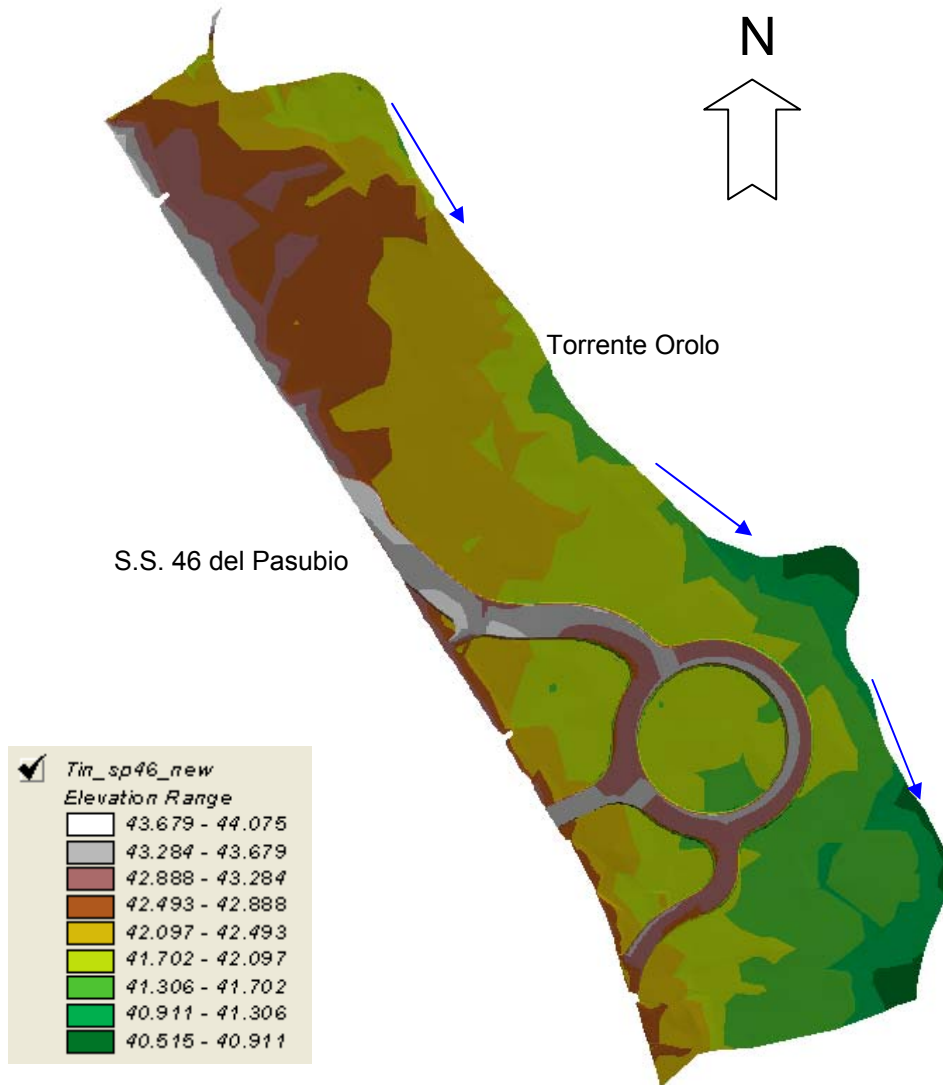 N
Torrente Orolo
S.S. 46 del Pasubio
Tin_sp46_new
Elevation Range
43.679 - 44.075
43.284 - 43.679
42.888 - 43.284
42.493 - 42.888
42.097 - 42.493
41.702 - 42.097
41.306 - 41.702
40.911 - 41.306
40.515 - 40.911